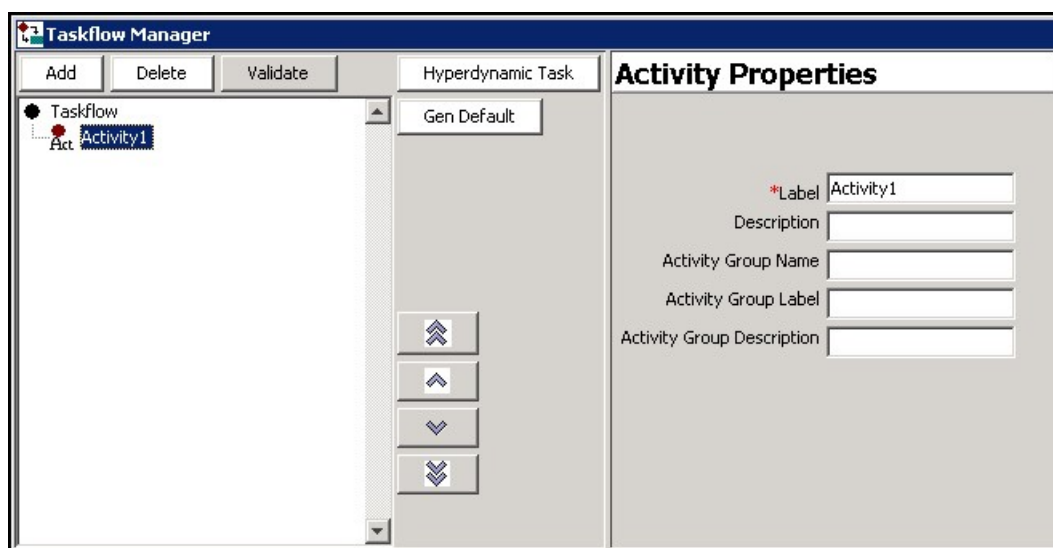 Taskflow Manager
Add Delete Validate Hyperdynamic Task
Gen Default
Taskflow
Act Activity1
Activity Properties
*Label Activity1
Description
Activity Group Name
Activity Group Label
Activity Group Description